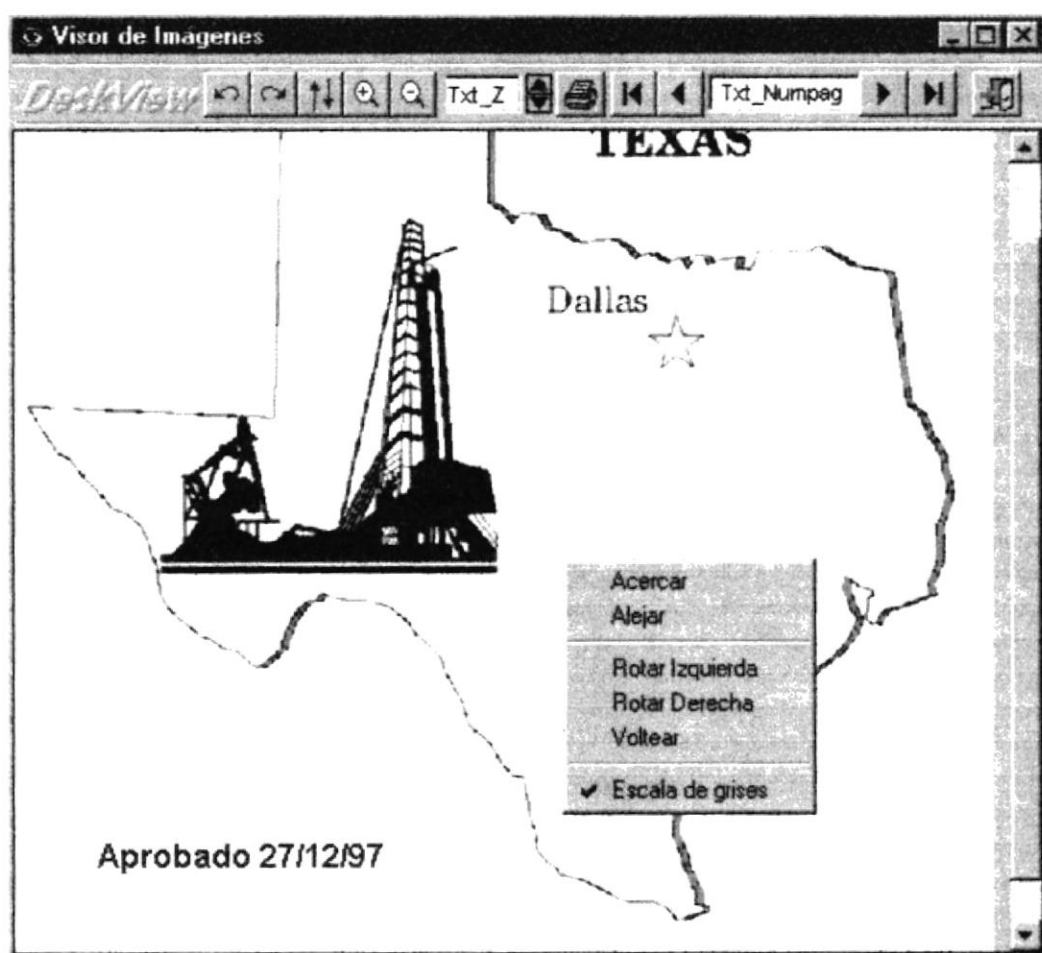 Visor de Imágenes
DeskView Txt_Z Txt_Numpag
TEXAS
Dallas
Acercar
Alejar
Rotar Izquierda
Rotar Derecha
Voltear
✔ Escala de grises
Aprobado 27/12/97